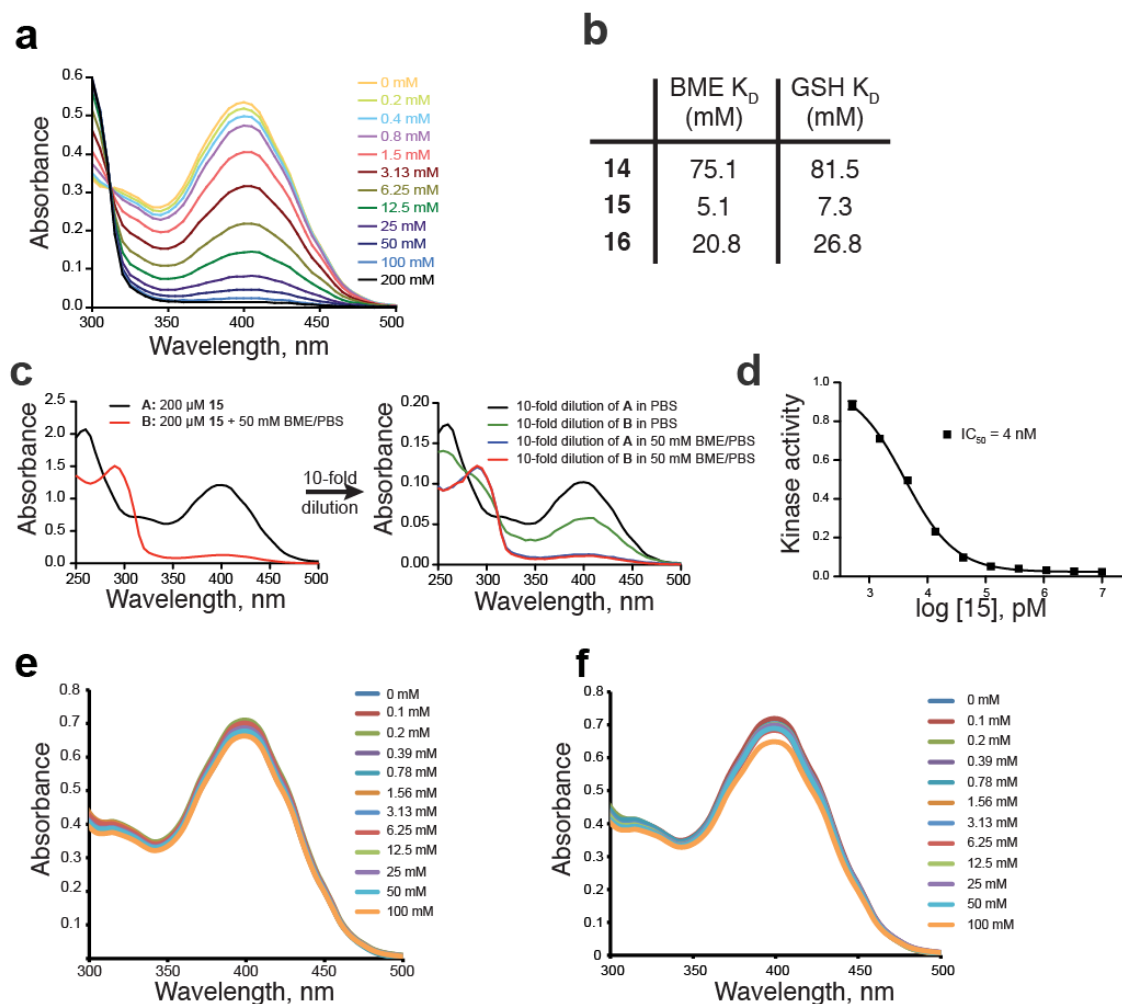 a
Absorbance
0.6
0.5
0.4
0.3
0.2
0.1
0.0
300
350
400
450
500
Wavelength, nm
0 mM
0.2 mM
0.4 mM
0.8 mM
1.5 mM
3.13 mM
6.25 mM
12.5 mM
25 mM
50 mM
100 mM
200 mM
b
BME KD (mM)
GSH KD (mM)
14 75.1 81.5
15 5.1 7.3
16 20.8 26.8
c
Absorbance
2.5
2.0
1.5
1.0
0.5
0.0
250 300 350 400 450 500
Wavelength, nm
A: 200 µM 15
B: 200 µM 15 + 50 mM BME/PBS
10-fold
dilution
Absorbance
0.20
0.15
0.10
0.05
0.00
250 300 350 400 450 500
Wavelength, nm
10-fold dilution of A in PBS
10-fold dilution of B in PBS
10-fold dilution of A in 50 mM BME/PBS
10-fold dilution of B in 50 mM BME/PBS
d
Kinase activity
1.0
0.8
0.6
0.4
0.2
0.0
3 4 5 6 7
log [15], pM
IC50 = 4 nM
e
Absorbance
0.8
0.7
0.6
0.5
0.4
0.3
0.2
0.1
300 350 400 450 500
Wavelength, nm
0 mM
0.1 mM
0.2 mM
0.39 mM
0.78 mM
1.56 mM
3.13 mM
6.25 mM
12.5 mM
25 mM
50 mM
100 mM
f
Absorbance
0.8
0.7
0.6
0.5
0.4
0.3
0.2
0.1
0
300 350 400 450 500
Wavelength, nm
0 mM
0.1 mM
0.2 mM
0.39 mM
0.78 mM
1.56 mM
3.13 mM
6.25 mM
12.5 mM
25 mM
50 mM
100 mM